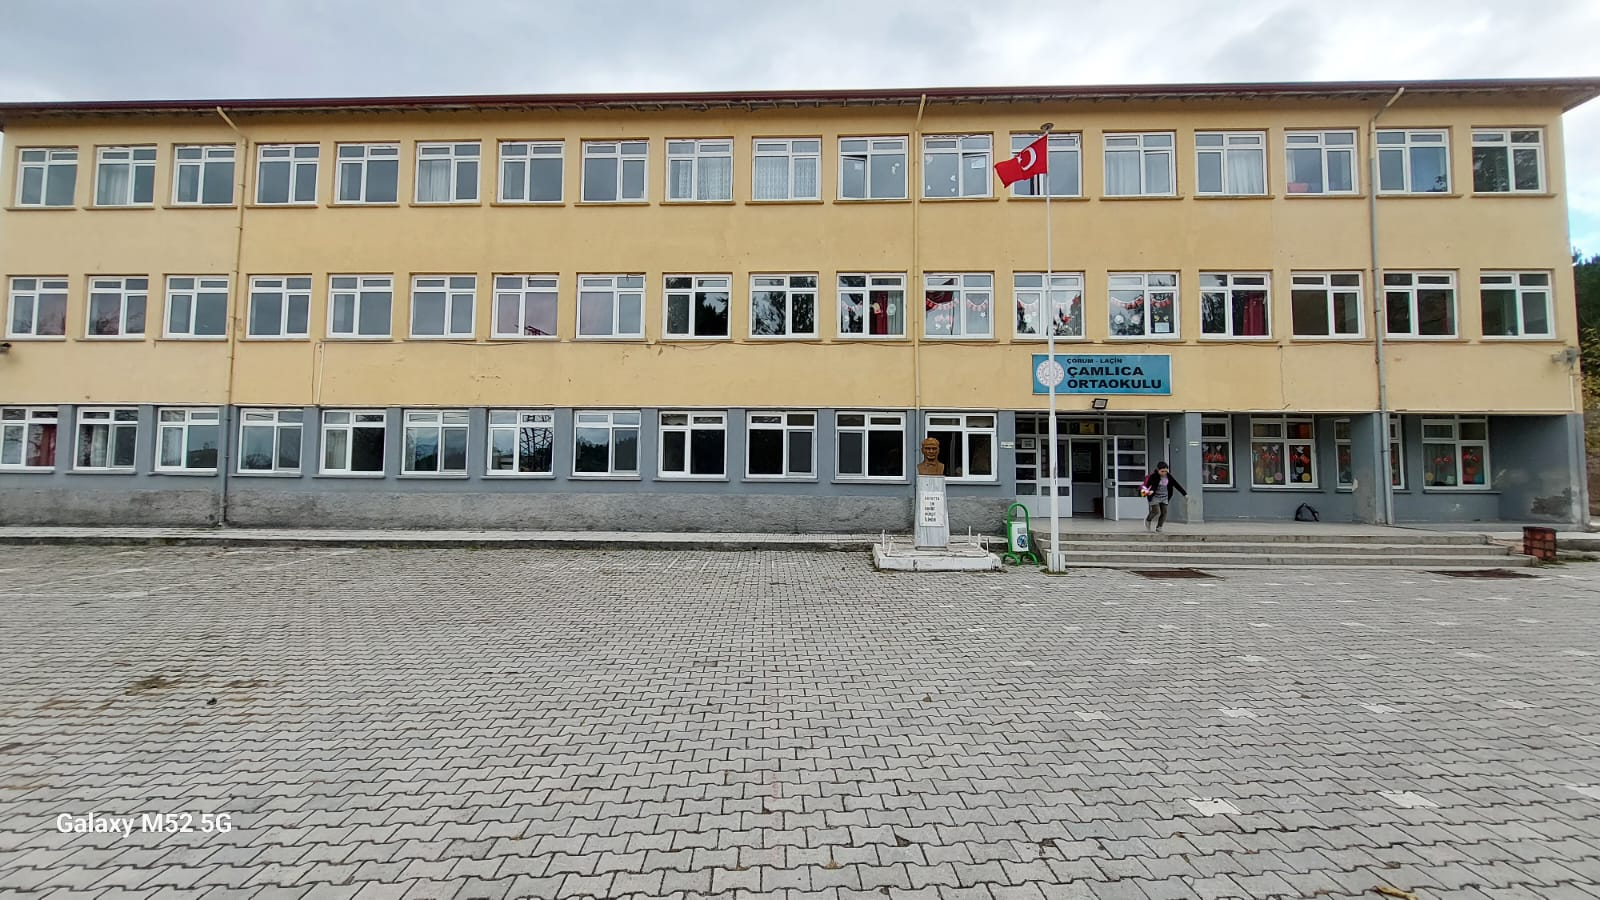 ÇORUM - LAÇİN
ÇAMLICA
ORTAOKULU
Galaxy M52 5G